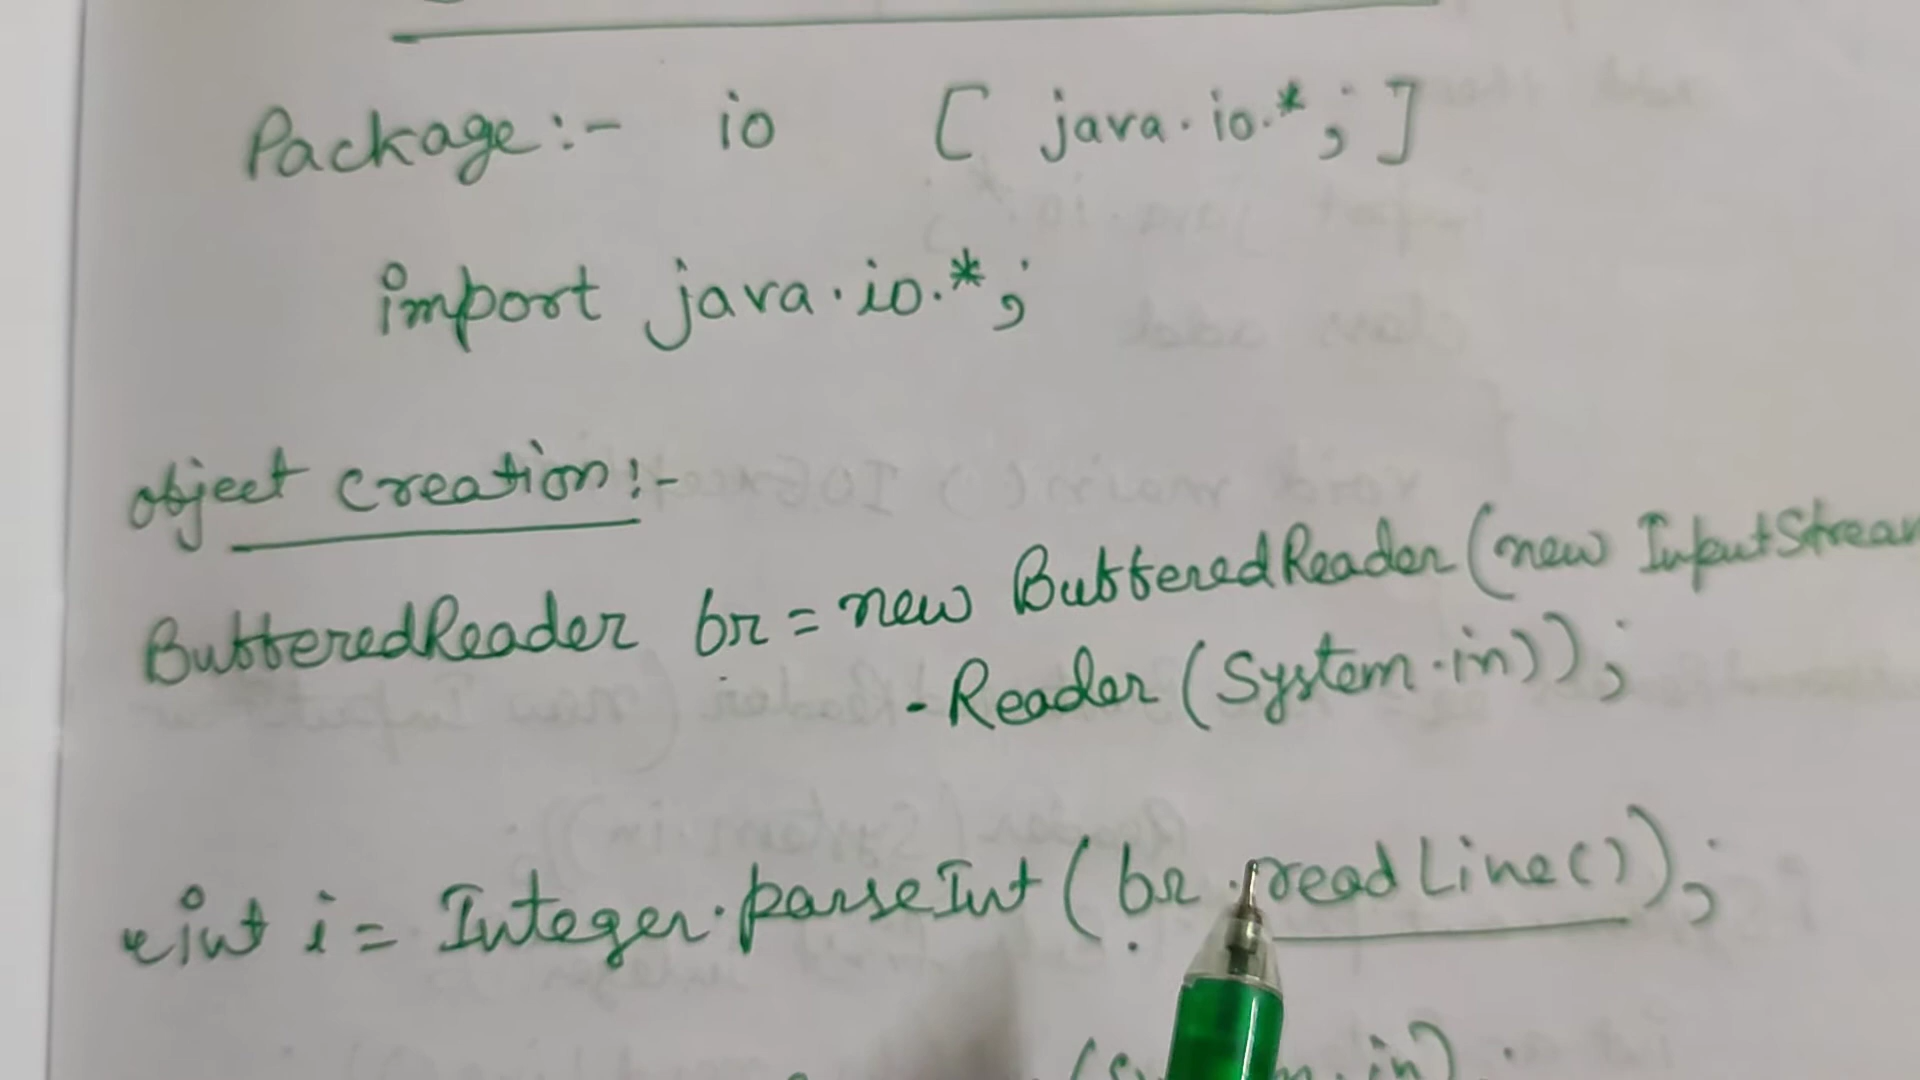 Package:- io [ java.io.*; ]
import java.io.*;
object creation:-
BufferedReader br = new BufferedReader(new InputStream
-Reader (System.in));
int i = Integer.parseInt (br.readLine());